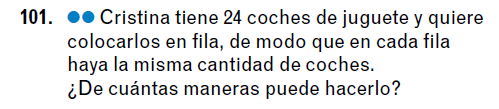 101. Cristina tiene 24 coches de juguete y quiere
colocarlos en fila, de modo que en cada fila
haya la misma cantidad de coches.
¿De cuántas maneras puede hacerlo?